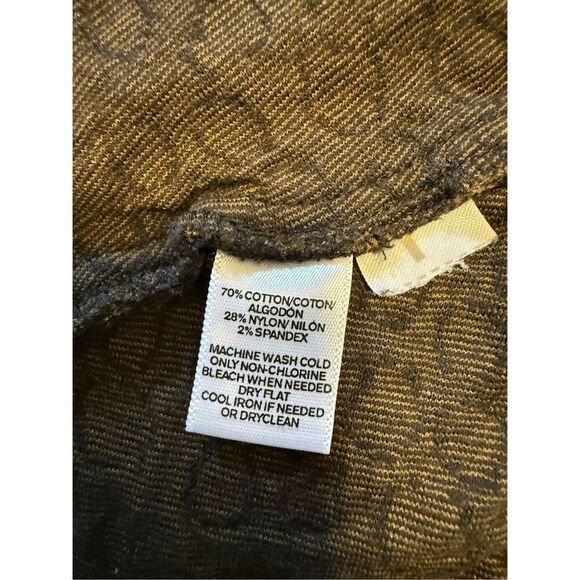 70% COTTON/COTON/
ALGODÓN
28% NYLON/ NILÓN
2% SPANDEX
MACHINE WASH COLD
ONLY NON-CHLORINE
BLEACH WHEN NEEDED
DRY FLAT
COOL IRON IF NEEDED
OR DRYCLEAN